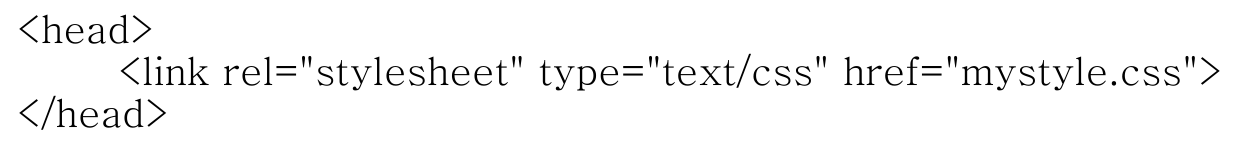 <head>
<link rel="stylesheet" type="text/css" href="mystyle.css">
</head>